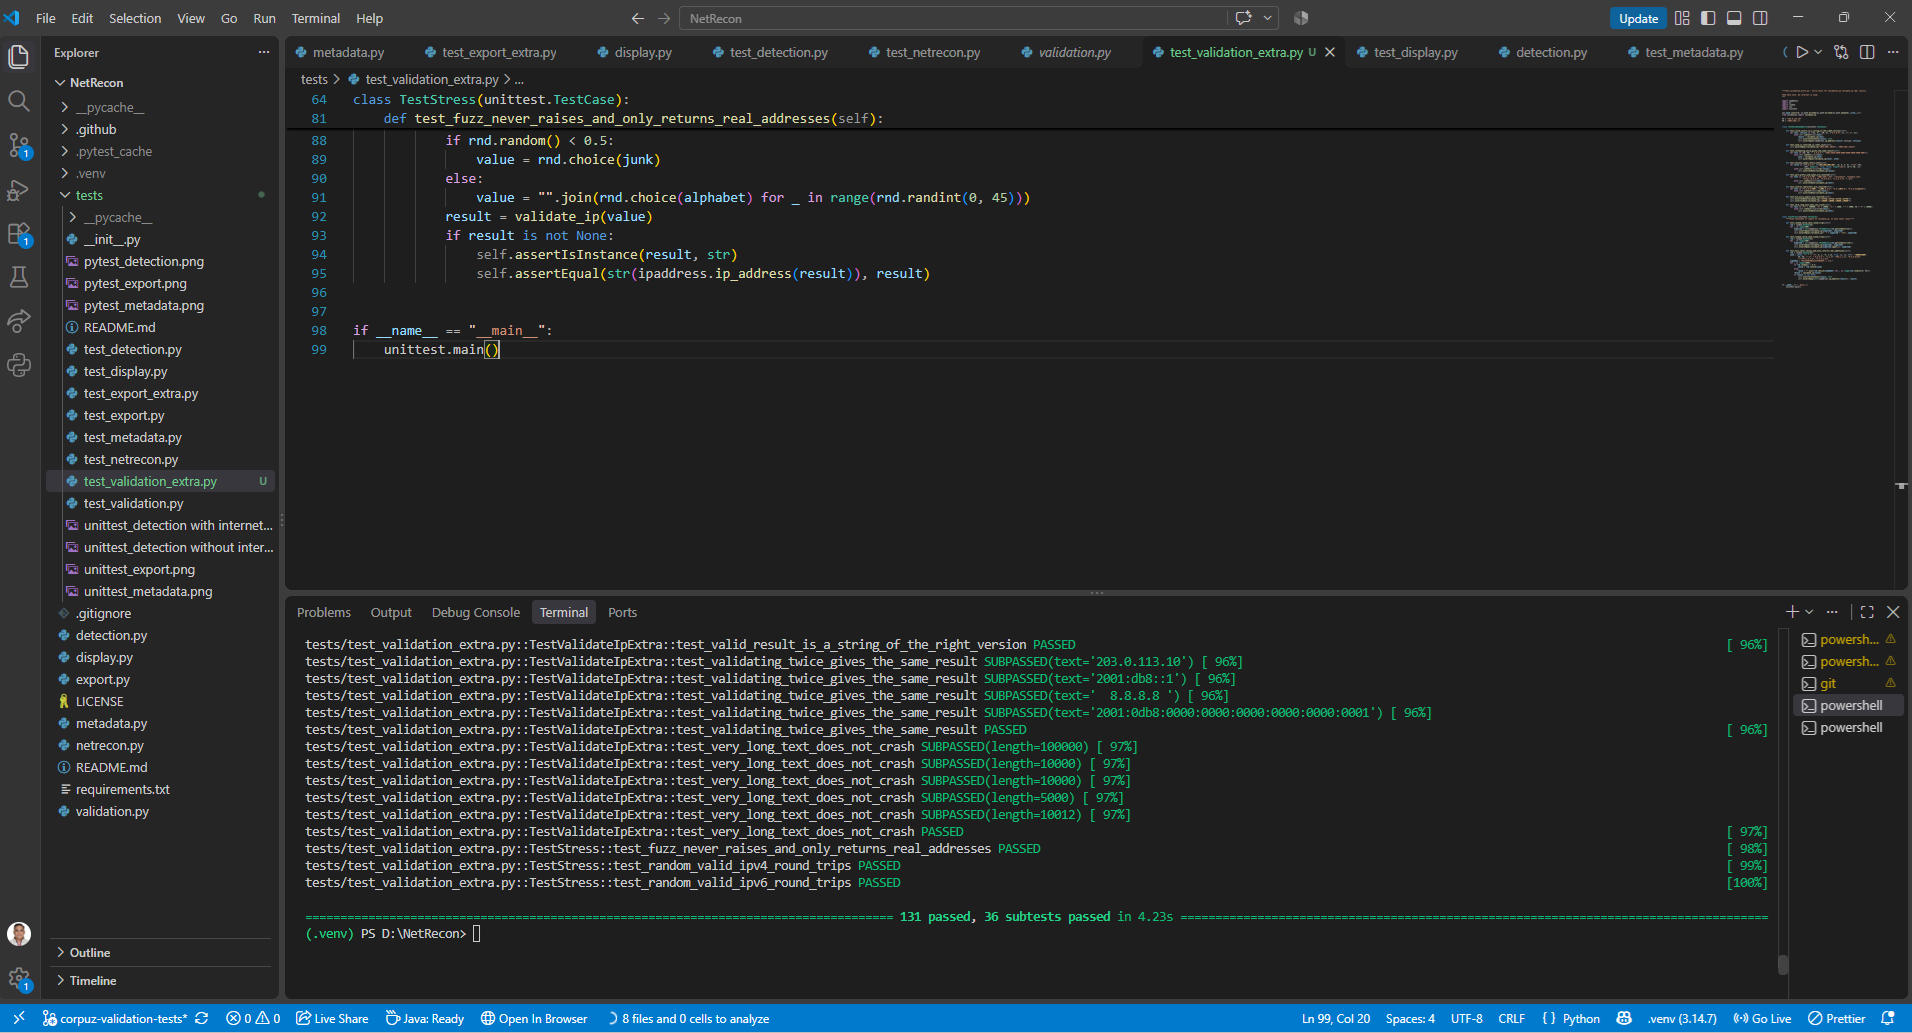 File Edit Selection View Go Run Terminal Help
NetRecon
Update
Explorer
NetRecon
__pycache__
.github
.pytest_cache
.venv
tests
__pycache__
__init__.py
pytest_detection.png
pytest_export.png
pytest_metadata.png
README.md
test_detection.py
test_display.py
test_export_extra.py
test_export.py
test_metadata.py
test_netrecon.py
test_validation_extra.py U
test_validation.py
unittest_detection with internet...
unittest_detection without inter...
unittest_export.png
unittest_metadata.png
.gitignore
detection.py
display.py
export.py
LICENSE
metadata.py
netrecon.py
README.md
requirements.txt
validation.py
Outline
Timeline
1
1
1
metadata.py test_export_extra.py display.py test_detection.py test_netrecon.py validation.py test_validation_extra.py U test_display.py detection.py test_metadata.py
tests > test_validation_extra.py > ...
64 class TestStress(unittest.TestCase):
81 def test_fuzz_never_raises_and_only_returns_real_addresses(self):
88 if rnd.random() < 0.5:
89 value = rnd.choice(junk)
90 else:
91 value = "".join(rnd.choice(alphabet) for _ in range(rnd.randint(0, 45)))
92 result = validate_ip(value)
93 if result is not None:
94 self.assertIsInstance(result, str)
95 self.assertEqual(str(ipaddress.ip_address(result)), result)
96
97
98 if __name__ == "__main__":
99 unittest.main()
Problems Output Debug Console Terminal Ports
tests/test_validation_extra.py::TestValidateIpExtra::test_valid_result_is_a_string_of_the_right_version PASSED [ 96%]
tests/test_validation_extra.py::TestValidateIpExtra::test_validating_twice_gives_the_same_result SUBPASSED(text='203.0.113.10') [ 96%]
tests/test_validation_extra.py::TestValidateIpExtra::test_validating_twice_gives_the_same_result SUBPASSED(text='2001:db8::1') [ 96%]
tests/test_validation_extra.py::TestValidateIpExtra::test_validating_twice_gives_the_same_result SUBPASSED(text='  8.8.8.8 ') [ 96%]
tests/test_validation_extra.py::TestValidateIpExtra::test_validating_twice_gives_the_same_result SUBPASSED(text='2001:0db8:0000:0000:0000:0000:0000:0001') [ 96%]
tests/test_validation_extra.py::TestValidateIpExtra::test_validating_twice_gives_the_same_result PASSED [ 96%]
tests/test_validation_extra.py::TestValidateIpExtra::test_very_long_text_does_not_crash SUBPASSED(length=100000) [ 97%]
tests/test_validation_extra.py::TestValidateIpExtra::test_very_long_text_does_not_crash SUBPASSED(length=10000) [ 97%]
tests/test_validation_extra.py::TestValidateIpExtra::test_very_long_text_does_not_crash SUBPASSED(length=10000) [ 97%]
tests/test_validation_extra.py::TestValidateIpExtra::test_very_long_text_does_not_crash SUBPASSED(length=5000) [ 97%]
tests/test_validation_extra.py::TestValidateIpExtra::test_very_long_text_does_not_crash SUBPASSED(length=10012) [ 97%]
tests/test_validation_extra.py::TestValidateIpExtra::test_very_long_text_does_not_crash PASSED [ 97%]
tests/test_validation_extra.py::TestStress::test_fuzz_never_raises_and_only_returns_real_addresses PASSED [ 98%]
tests/test_validation_extra.py::TestStress::test_random_valid_ipv4_round_trips PASSED [ 99%]
tests/test_validation_extra.py::TestStress::test_random_valid_ipv6_round_trips PASSED [100%]
131 passed, 36 subtests passed in 4.23s
(.venv) PS D:\NetRecon>
powersh...
powersh...
git
powershell
powershell
corpuz-validation-tests* 0 0 Live Share Java: Ready Open In Browser 8 files and 0 cells to analyze Ln 99, Col 20 Spaces: 4 UTF-8 CRLF { } Python .venv (3.14.7) Go Live Prettier